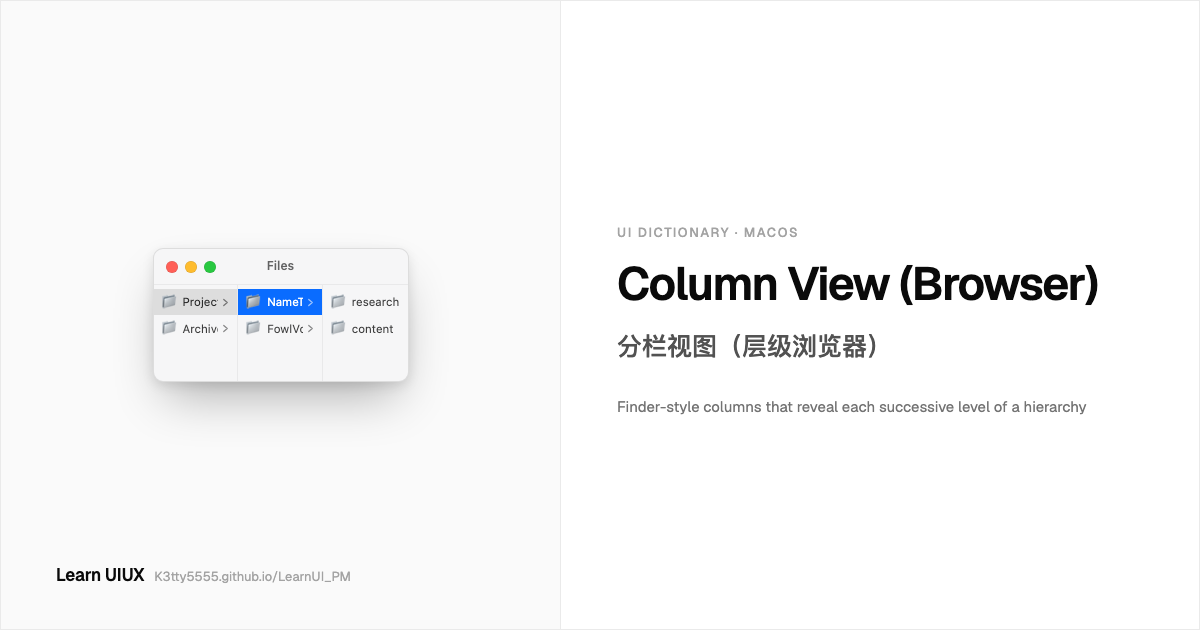 Files
Projec
NameT
research
Archiv
FowlVo
content
Learn UIUX K3tty5555.github.io/LearnUI_PM
UI DICTIONARY · MACOS
Column View (Browser)
分栏视图（层级浏览器）
Finder-style columns that reveal each successive level of a hierarchy